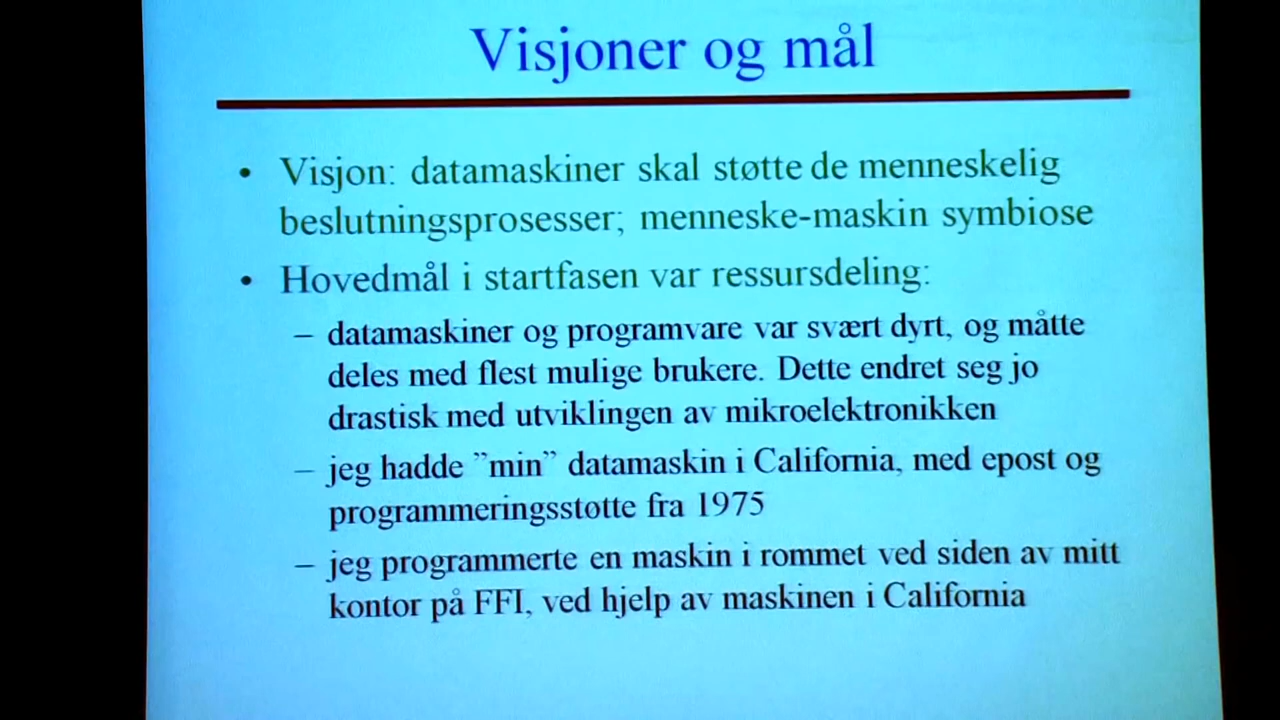 Visjoner og mål
• Visjon: datamaskiner skal støtte de menneskelig
beslutningsprosesser; menneske-maskin symbiose
• Hovedmål i startfasen var ressursdeling:
– datamaskiner og programvare var svært dyrt, og måtte
deles med flest mulige brukere. Dette endret seg jo
drastisk med utviklingen av mikroelektronikken
– jeg hadde ”min” datamaskin i California, med epost og
programmeringsstøtte fra 1975
– jeg programmerte en maskin i rommet ved siden av mitt
kontor på FFI, ved hjelp av maskinen i California